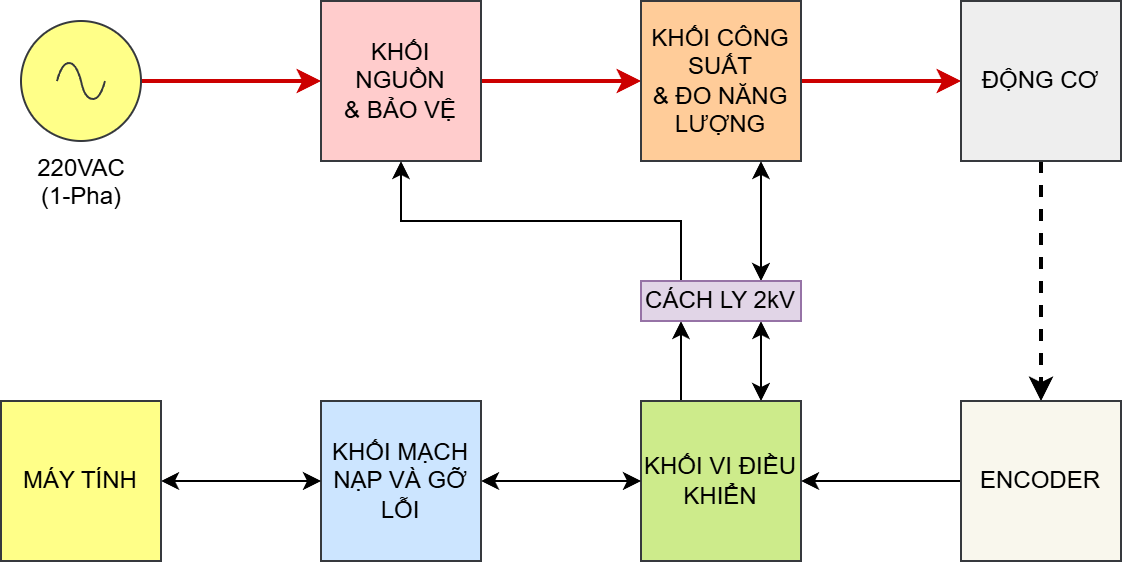 220VAC
(1-Pha)
KHỐI
NGUỒN
& BẢO VỆ
KHỐI CÔNG
SUẤT
& ĐO NĂNG
LƯỢNG
ĐỘNG CƠ
CÁCH LY 2kV
MÁY TÍNH
KHỐI MẠCH
NẠP VÀ GỠ
LỖI
KHỐI VI ĐIỀU
KHIỂN
ENCODER